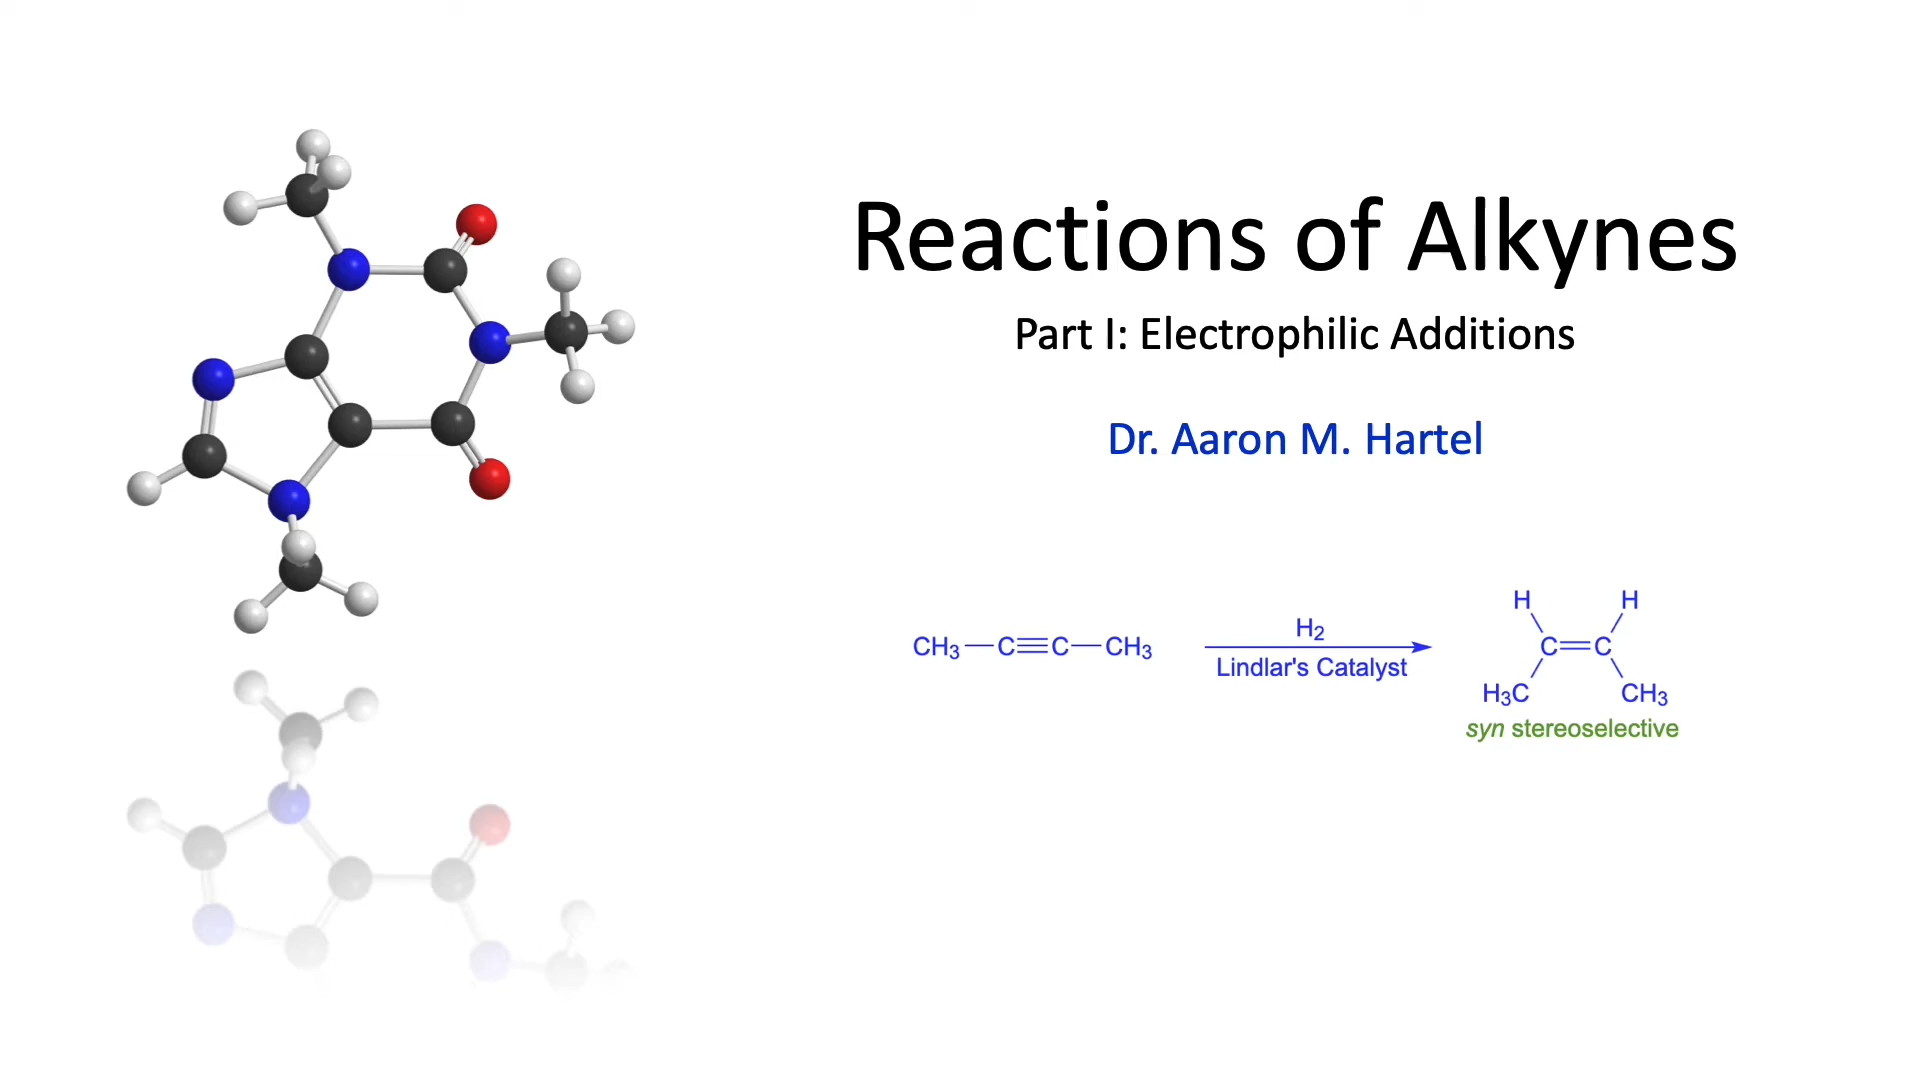 Reactions of Alkynes
Part I: Electrophilic Additions
Dr. Aaron M. Hartel
CH₃—C≡C—CH₃
H₂
Lindlar's Catalyst
H H
C=C
H₃C CH₃
syn stereoselective